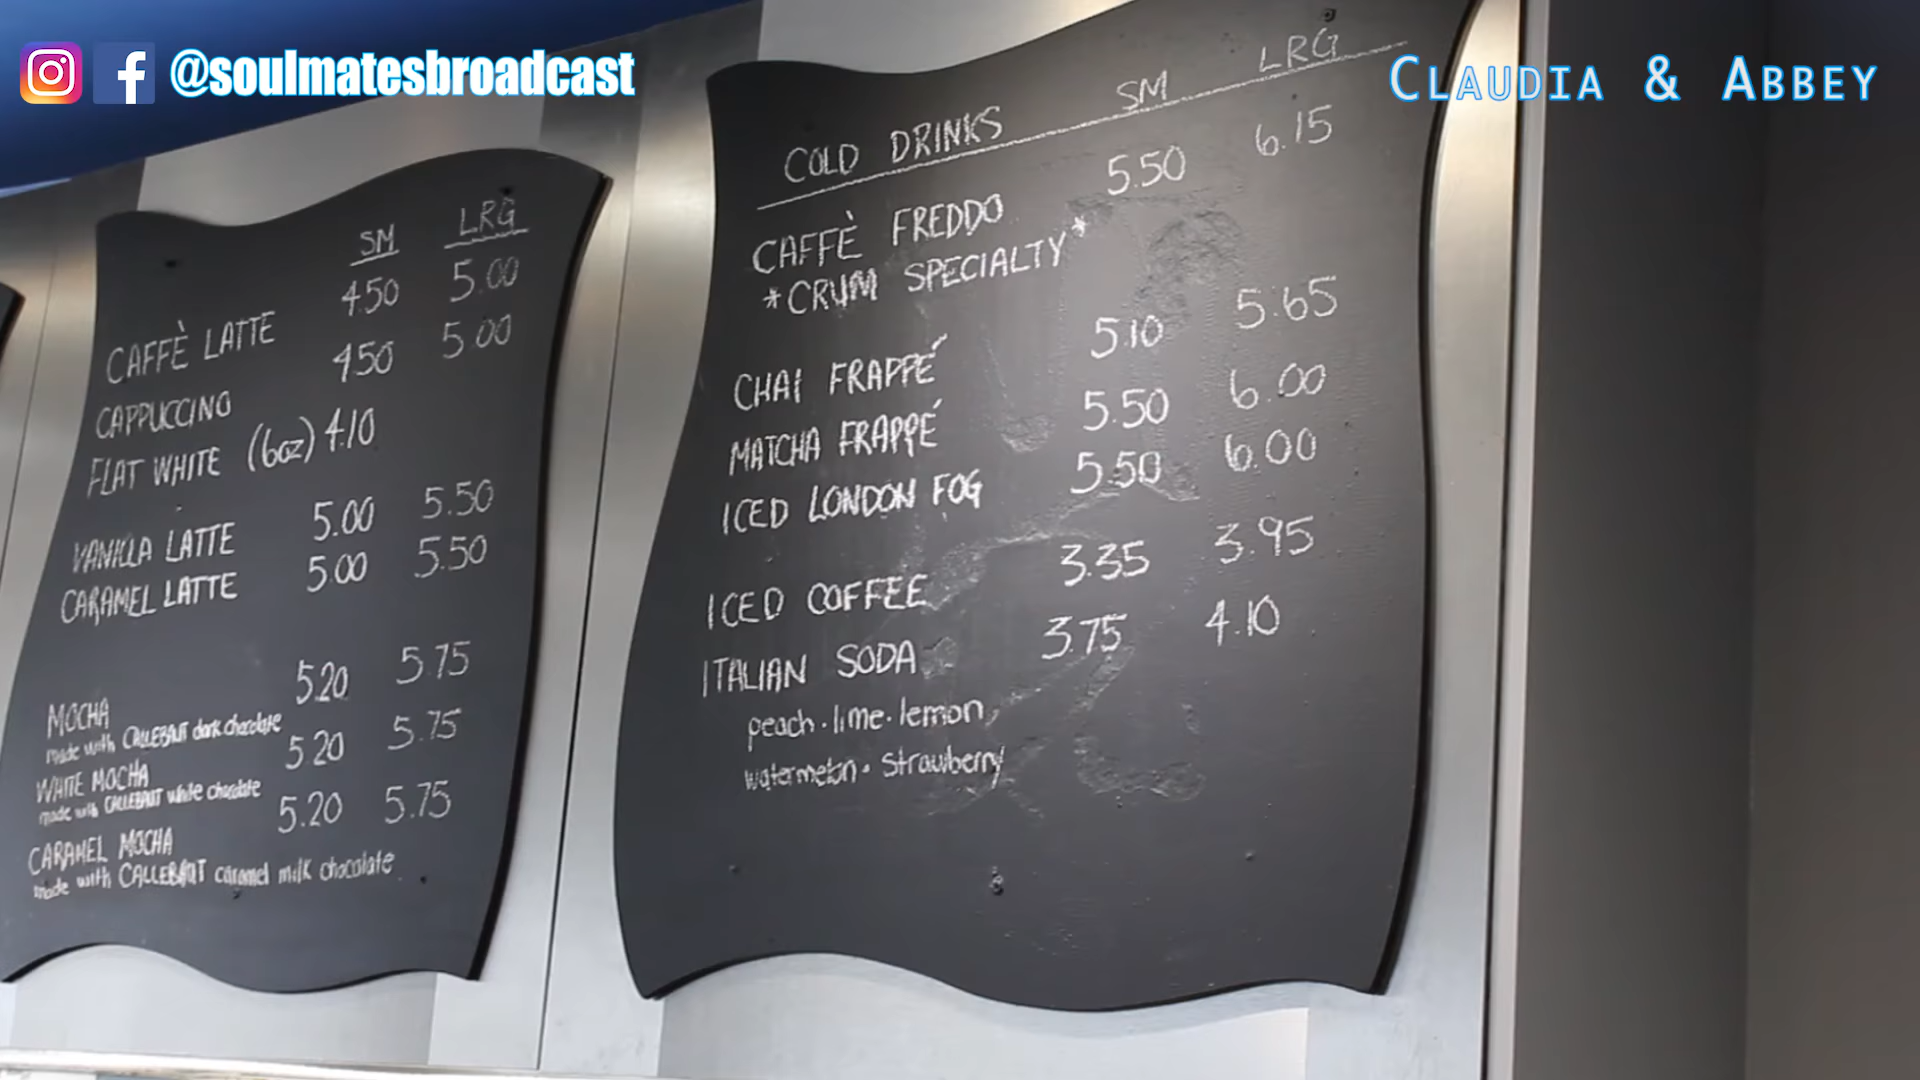 @soulmatesbroadcast
CLAUDIA & ABBEY
SM LRG
CAFFÈ LATTE 4.50 5.00
CAPPUCCINO 4.50 5.00
FLAT WHITE (6oz) 4.10
VANILLA LATTE 5.00 5.50
CARAMEL LATTE 5.00 5.50
MOCHA 5.20 5.75
made with CALLEBAUT dark chocolate
WHITE MOCHA 5.20 5.75
made with CALLEBAUT white chocolate
CARAMEL MOCHA 5.20 5.75
made with CALLEBAUT caramel milk chocolate
COLD DRINKS SM LRG
CAFFÈ FREDDO 5.50 6.15
*CRUM SPECIALTY*
CHAI FRAPPÉ 5.10 5.65
MATCHA FRAPPÉ 5.50 6.00
ICED LONDON FOG 5.50 6.00
ICED COFFEE 3.35 3.95
ITALIAN SODA 3.75 4.10
peach · lime · lemon
watermelon · strawberry